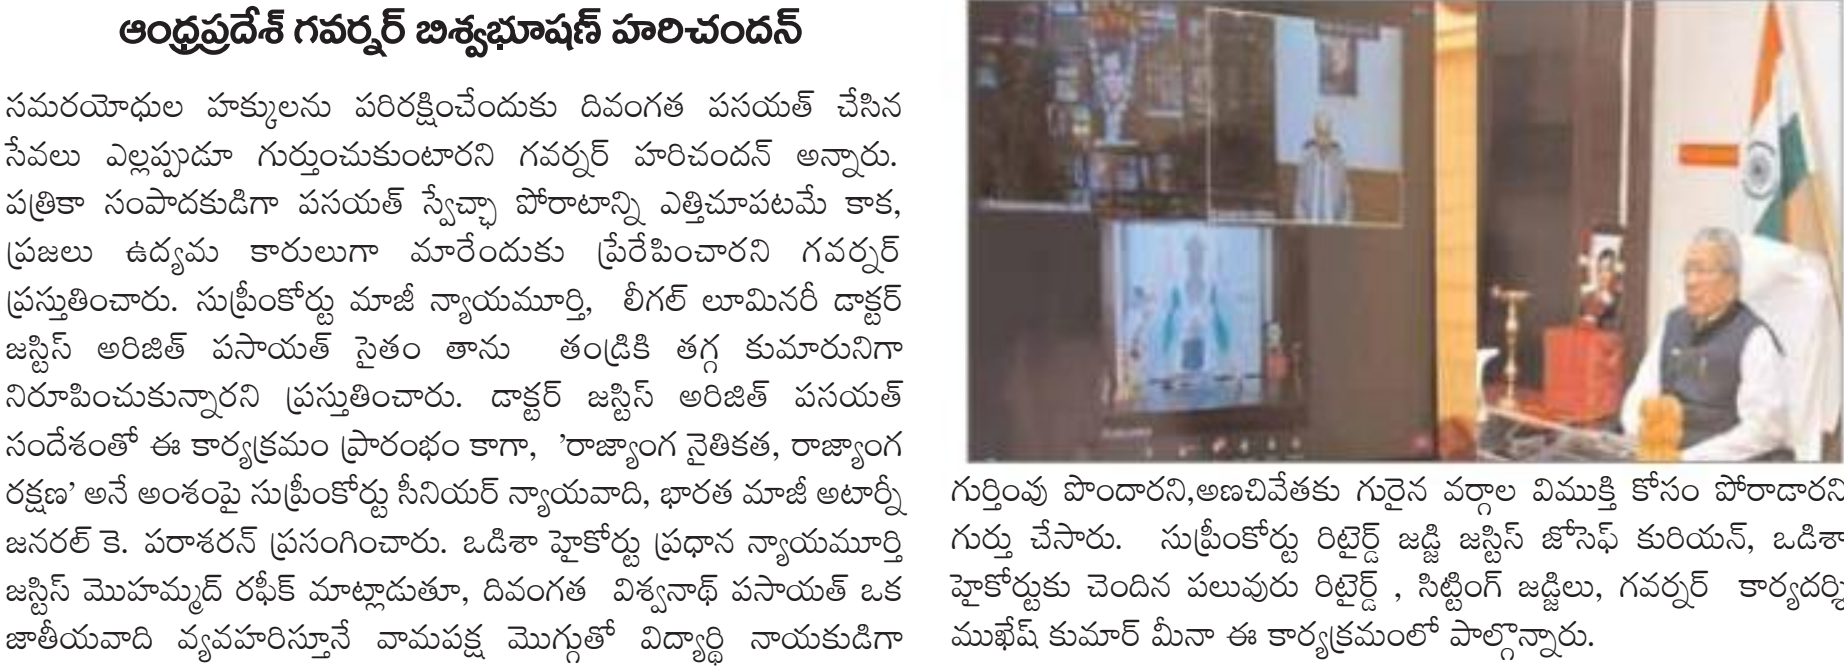 ఆంధ్రప్రదేశ్ గవర్నర్ బిశ్వభూషణ్ హరిచందన్
సమరయోధుల హక్కులను పరిరక్షించేందుకు దివంగత పసయత్ చేసిన
సేవలు ఎల్లప్పుడూ గుర్తుంచుకుంటారని గవర్నర్ హరిచందన్ అన్నారు.
పత్రికా సంపాదకుడిగా పసయత్ స్వేచ్ఛా పోరాటాన్ని ఎత్తిచూపటమే కాక,
ప్రజలు ఉద్యమ కారులుగా మారేందుకు ప్రేరేపించారని గవర్నర్
ప్రస్తుతించారు. సుప్రీంకోర్టు మాజీ న్యాయమూర్తి, లీగల్ లూమినరీ డాక్టర్
జస్టిస్ అరిజిత్ పసాయత్ సైతం తాను తండ్రికి తగ్గ కుమారునిగా
నిరూపించుకున్నారని ప్రస్తుతించారు. డాక్టర్ జస్టిస్ అరిజిత్ పసయత్
సందేశంతో ఈ కార్యక్రమం ప్రారంభం కాగా, ’రాజ్యాంగ నైతికత, రాజ్యాంగ
రక్షణ’ అనే అంశంపై సుప్రీంకోర్టు సీనియర్ న్యాయవాది, భారత మాజీ అటార్నీ
జనరల్ కె. పరాశరన్ ప్రసంగించారు. ఒడిశా హైకోర్టు ప్రధాన న్యాయమూర్తి
జస్టిస్ మొహమ్మద్ రఫీక్ మాట్లాడుతూ, దివంగత విశ్వనాథ్ పసాయత్ ఒక
జాతీయవాది వ్యవహరిస్తూనే వామపక్ష మొగ్గుతో విద్యార్థి నాయకుడిగా
గుర్తింపు పొందారని,అణచివేతకు గురైన వర్గాల విముక్తి కోసం పోరాడారని
గుర్తు చేసారు. సుప్రీంకోర్టు రిటైర్డ్ జడ్జి జస్టిస్ జోసెఫ్ కురియన్, ఒడిశా
హైకోర్టుకు చెందిన పలువురు రిటైర్డ్ , సిట్టింగ్ జడ్జిలు, గవర్నర్ కార్యదర్శి
ముఖేష్ కుమార్ మీనా ఈ కార్యక్రమంలో పాల్గొన్నారు.